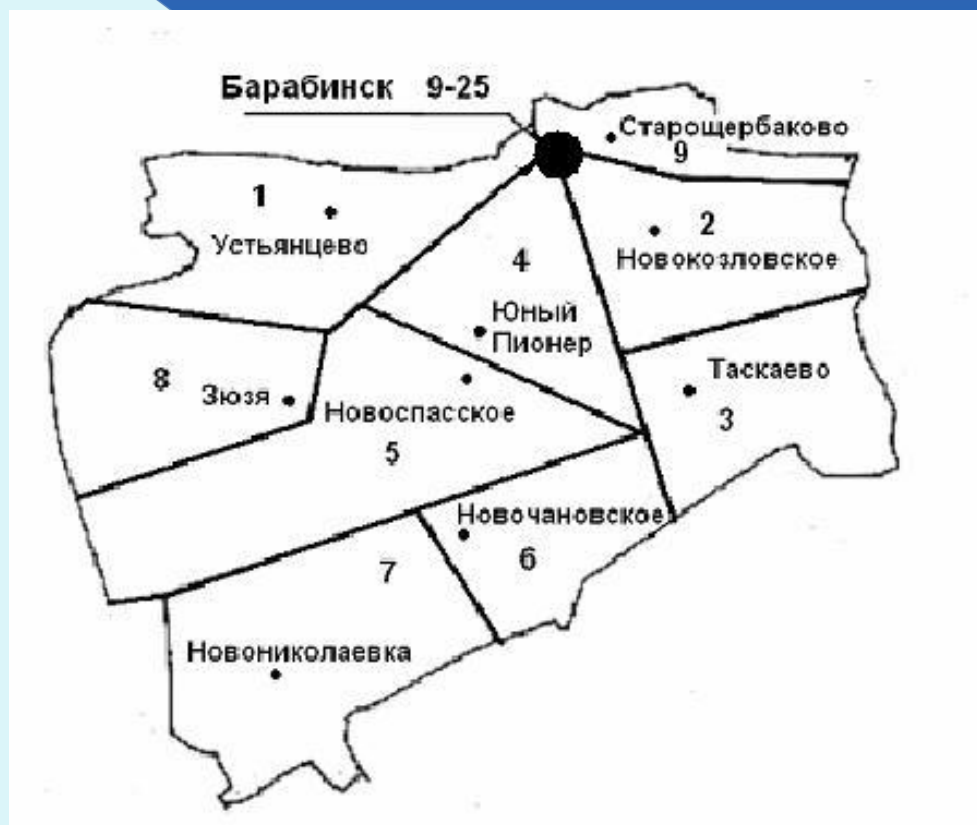 Барабинск 9-25
Старощербаково
9
1
Устьянцево
2
Новокозловское
4
Юный
Пионер
8
Зюзя
Новоспасское
5
Таскаево
3
Новочановское
6
7
Новониколаевка